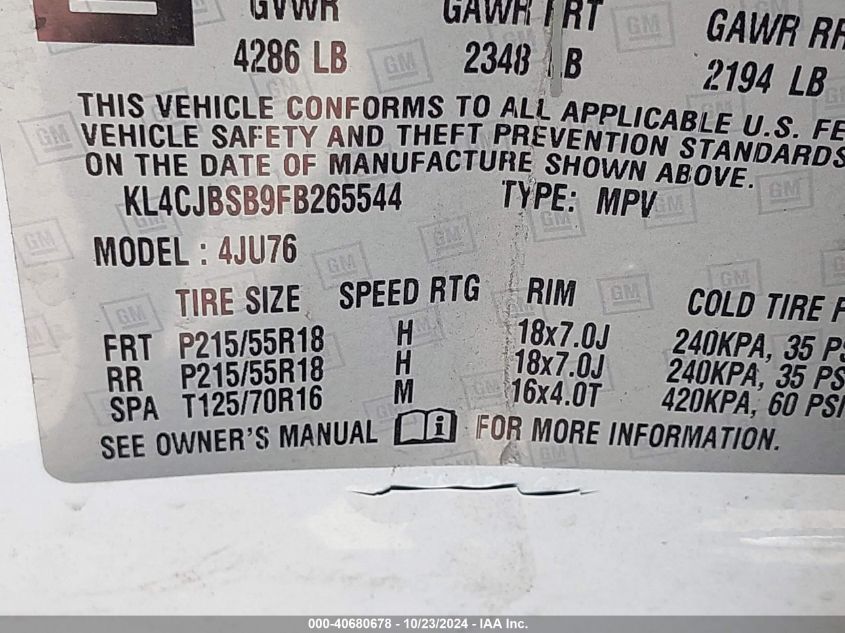 GVWR GAWR FRT GAWR RR
4286 LB 2348 LB 2194 LB
THIS VEHICLE CONFORMS TO ALL APPLICABLE U.S. FE
VEHICLE SAFETY AND THEFT PREVENTION STANDARDS
ON THE DATE OF MANUFACTURE SHOWN ABOVE.
KL4CJBSB9FB265544 TYPE: MPV
MODEL: 4JU76
TIRE SIZE SPEED RTG RIM COLD TIRE P
FRT P215/55R18 H 18x7.0J 240KPA, 35 PS
RR P215/55R18 H 18x7.0J 240KPA, 35 PS
SPA T125/70R16 M 16x4.0T 420KPA, 60 PSI
SEE OWNER'S MANUAL i FOR MORE INFORMATION.
000-40680678 - 10/23/2024 - IAA Inc.